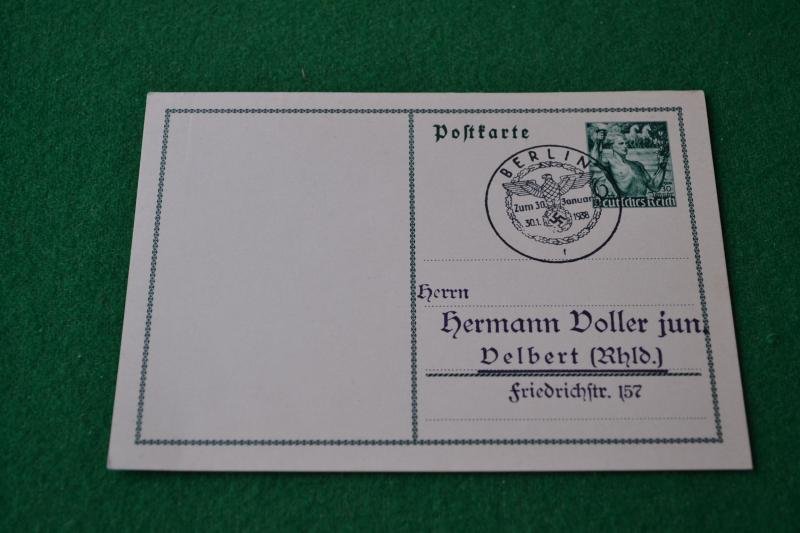 Postkarte
BERLIN
Zum 30. Januar
30.1. 1938
f
6
30
Deutsches Reich
Herrn
Hermann Voller jun.
Velbert (Rhld.)
Friedrichstr. 157